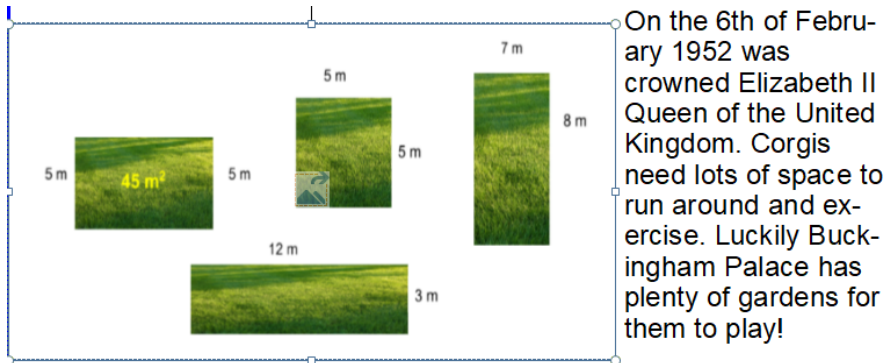 7 m
5 m
8 m
5 m
5 m
45 m²
5 m
12 m
3 m
On the 6th of Febru-
ary 1952 was
crowned Elizabeth II
Queen of the United
Kingdom. Corgis
need lots of space to
run around and ex-
ercise. Luckily Buck-
ingham Palace has
plenty of gardens for
them to play!